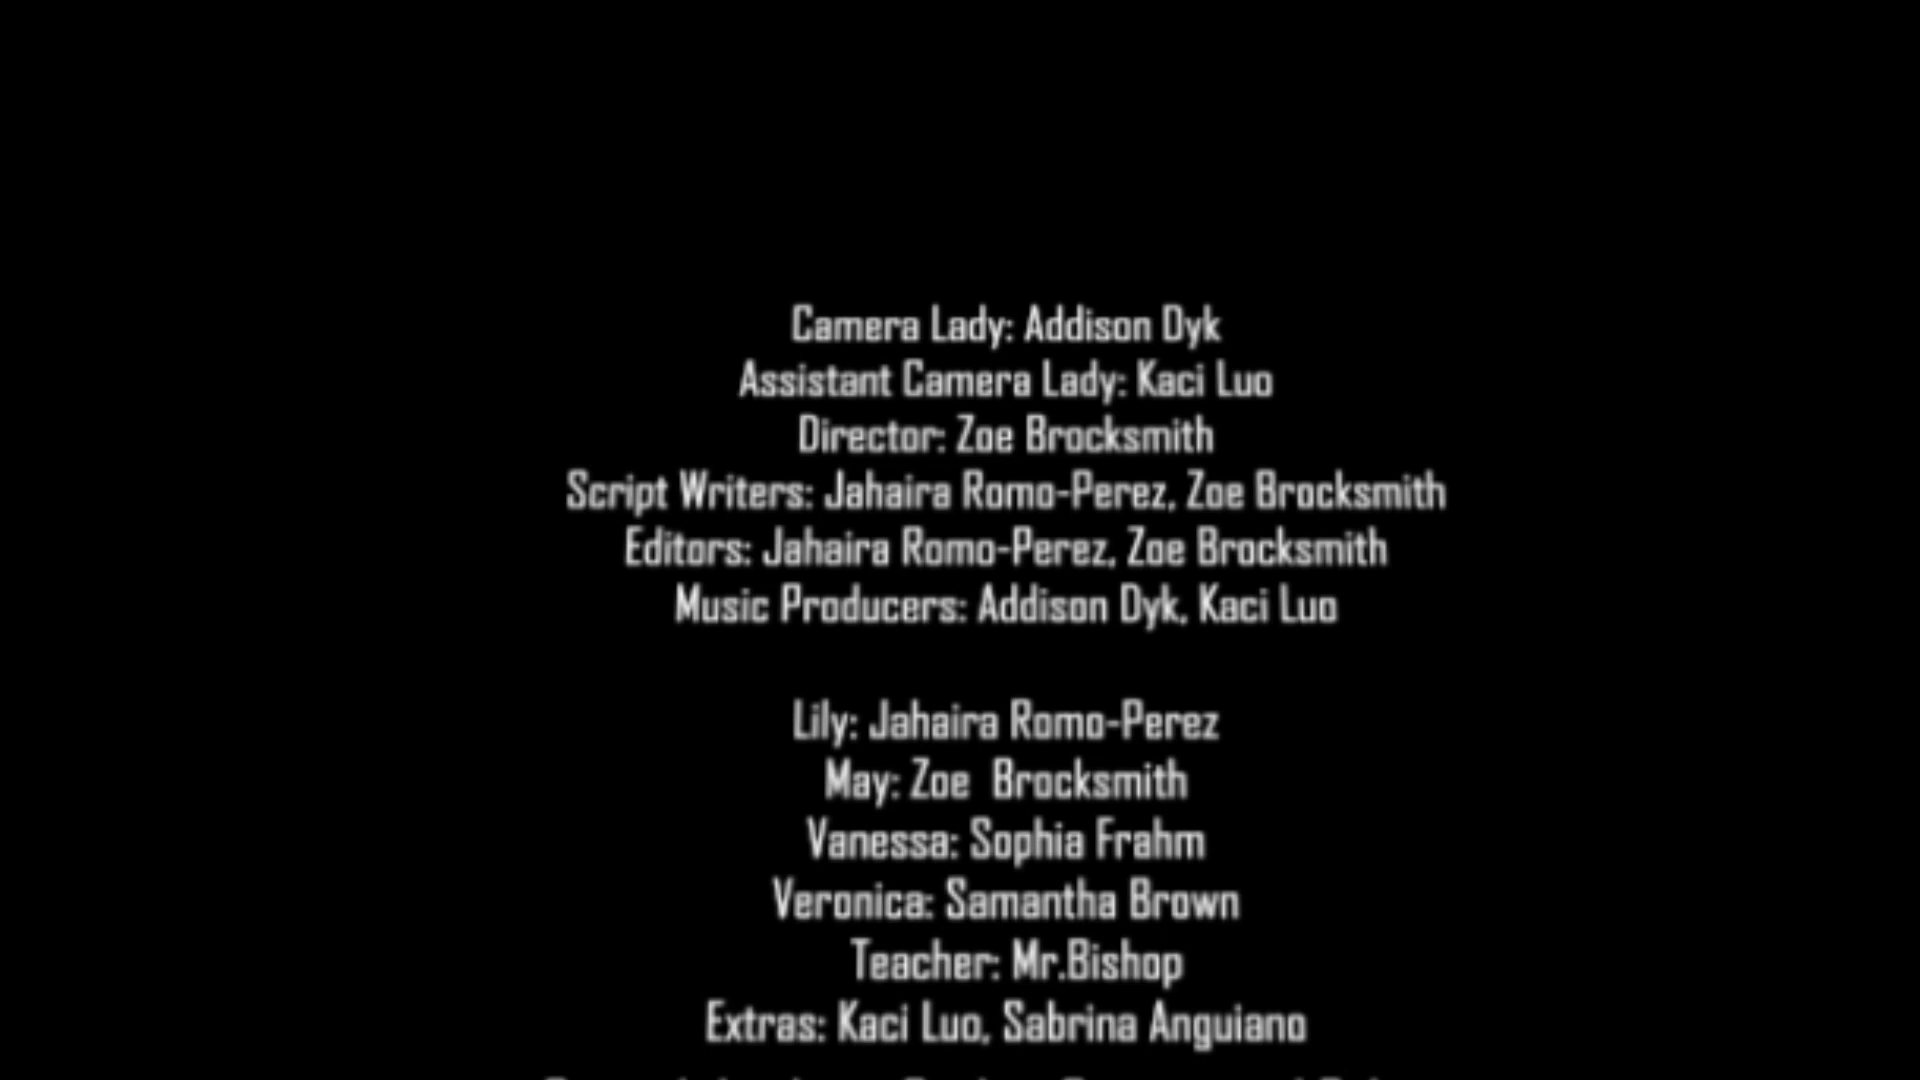 Camera Lady: Addison Dyk
Assistant Camera Lady: Kaci Luo
Director: Zoe Brocksmith
Script Writers: Jahaira Romo-Perez, Zoe Brocksmith
Editors: Jahaira Romo-Perez, Zoe Brocksmith
Music Producers: Addison Dyk, Kaci Luo
Lily: Jahaira Romo-Perez
May: Zoe  Brocksmith
Vanessa: Sophia Frahm
Veronica: Samantha Brown
Teacher: Mr.Bishop
Extras: Kaci Luo, Sabrina Anguiano